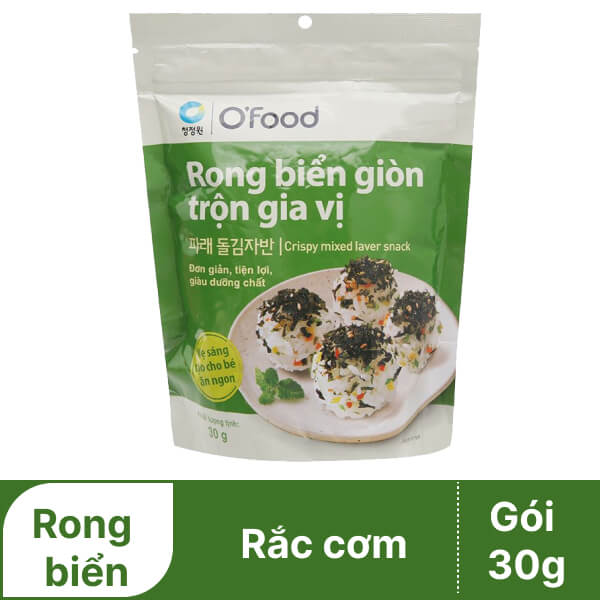 청정원
O'Food
Rong biển giòn
trộn gia vị
파래 돌김자반 | Crispy mixed laver snack
Đơn giản, tiện lợi,
giàu dưỡng chất
sáng
cho bé
ăn ngon
lượng tịnh:
30 g
Rong
biển
Rắc cơm
Gói
30g